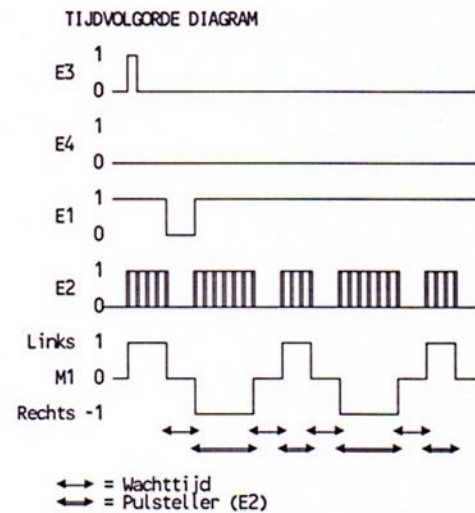 TIJDVOLGORDE DIAGRAM
1
E3
0
1
E4
0
1
E1
0
1
E2
0
Links 1
M1 0
Rechts -1
= Wachttijd
= Pulsteller (E2)